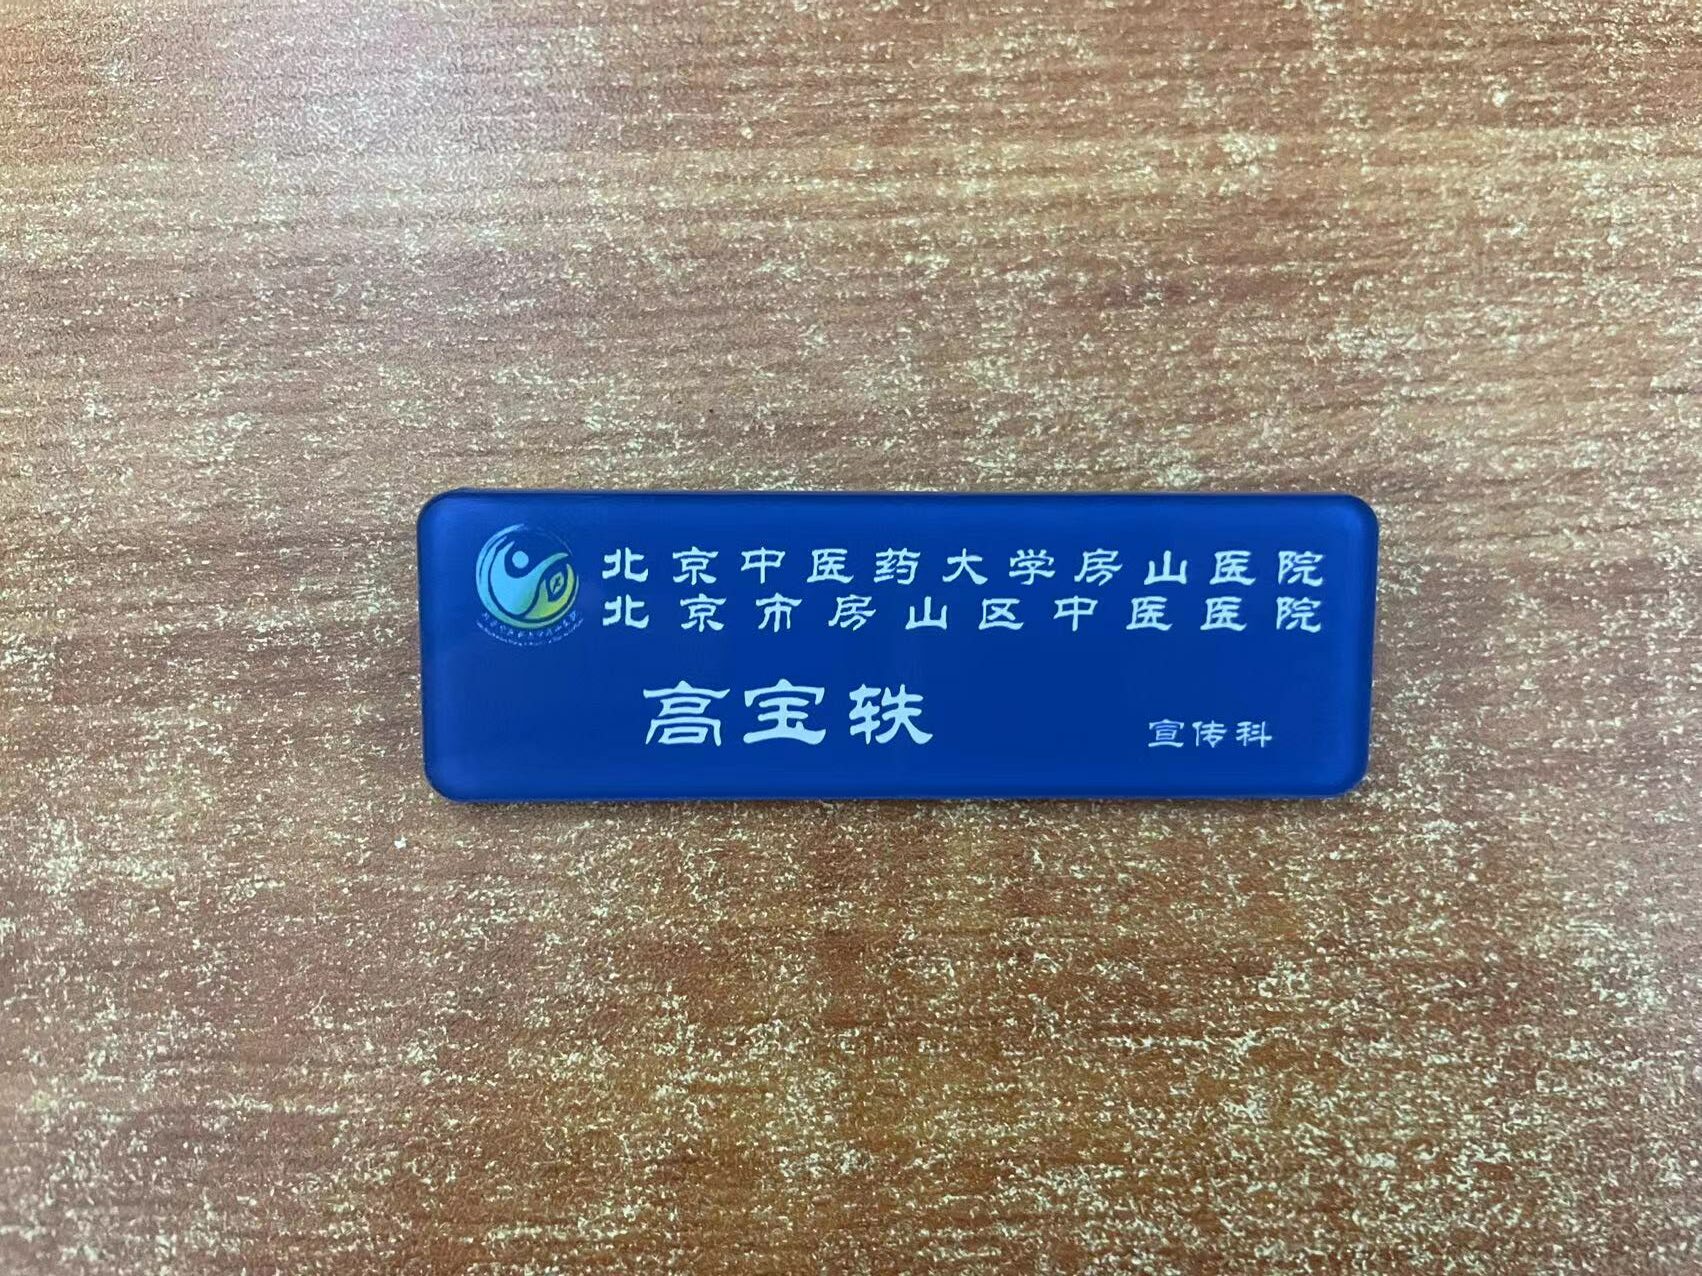 北京中医药大学房山医院
北京市房山区中医医院
高宝轶
宣传科